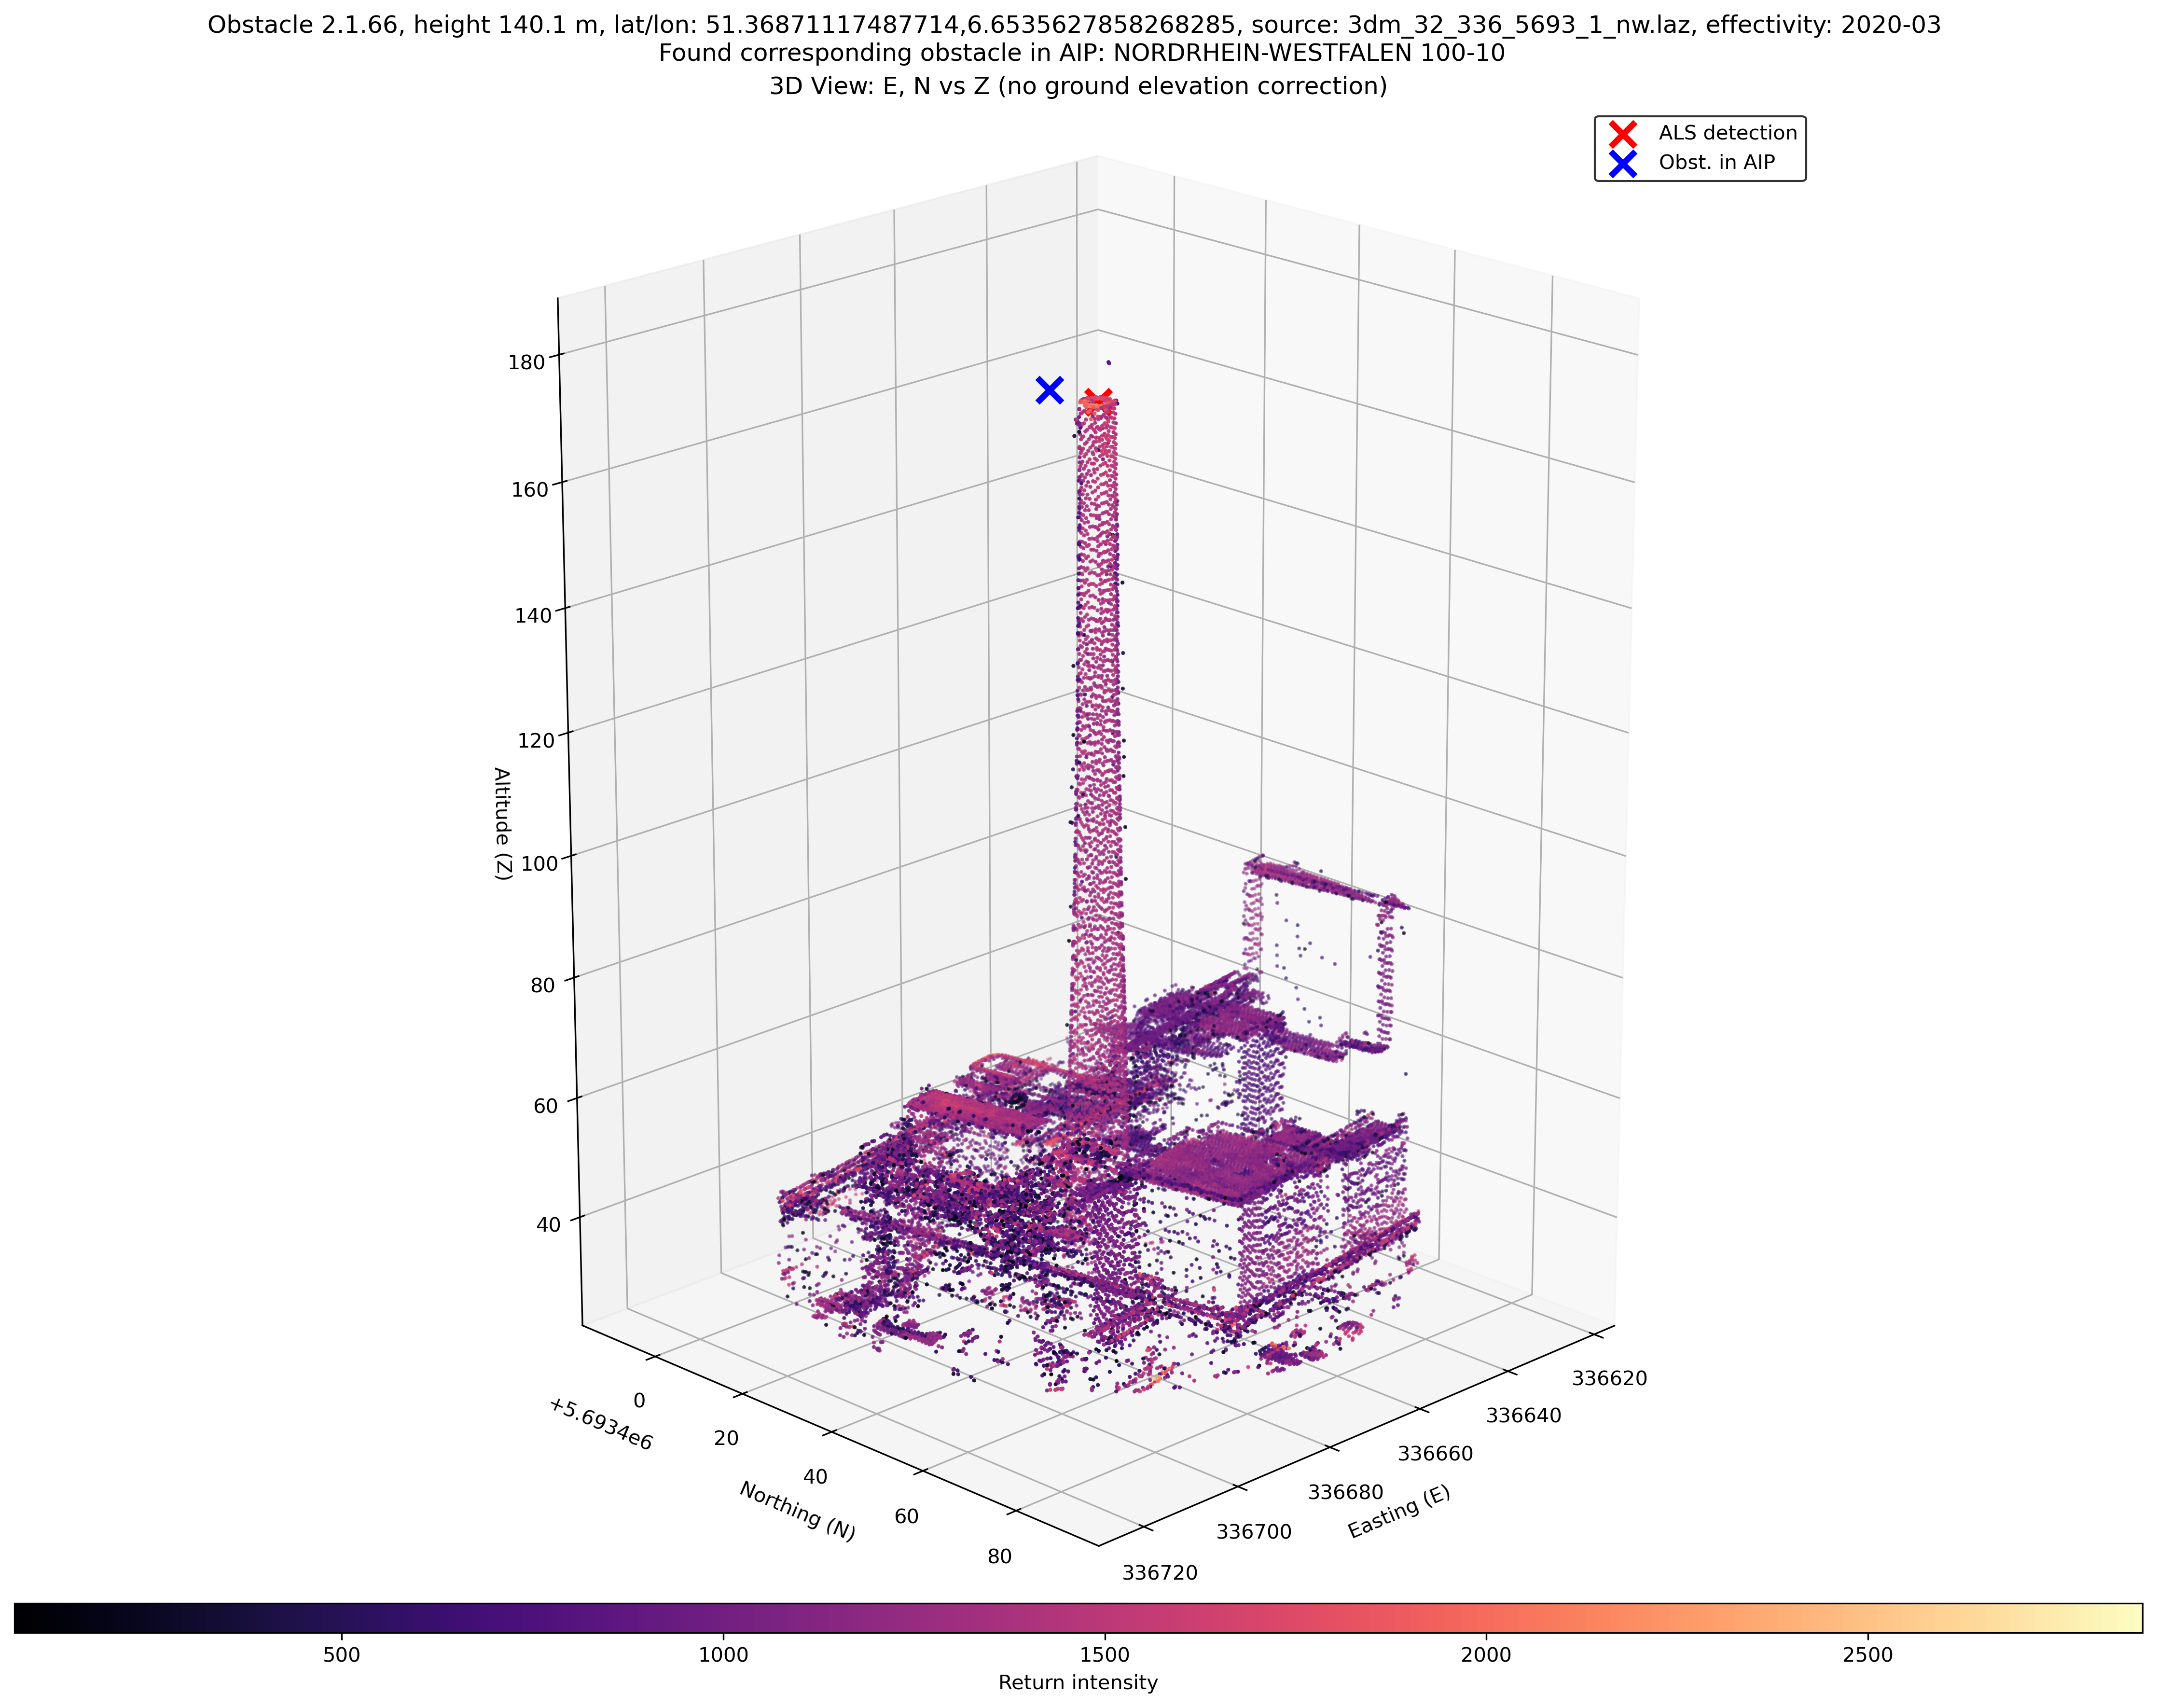 Obstacle 2.1.66, height 140.1 m, lat/lon: 51.36871117487714,6.6535627858268285, source: 3dm_32_336_5693_1_nw.laz, effectivity: 2020-03
Found corresponding obstacle in AIP: NORDRHEIN-WESTFALEN 100-10
3D View: E, N vs Z (no ground elevation correction)
ALS detection
Obst. in AIP
180
160
140
120
100
80
60
40
Altitude (Z)
0
20
40
60
80
+5.6934e6
Northing (N)
336620
336640
336660
336680
336700
336720
Easting (E)
500
1000
1500
2000
2500
Return intensity